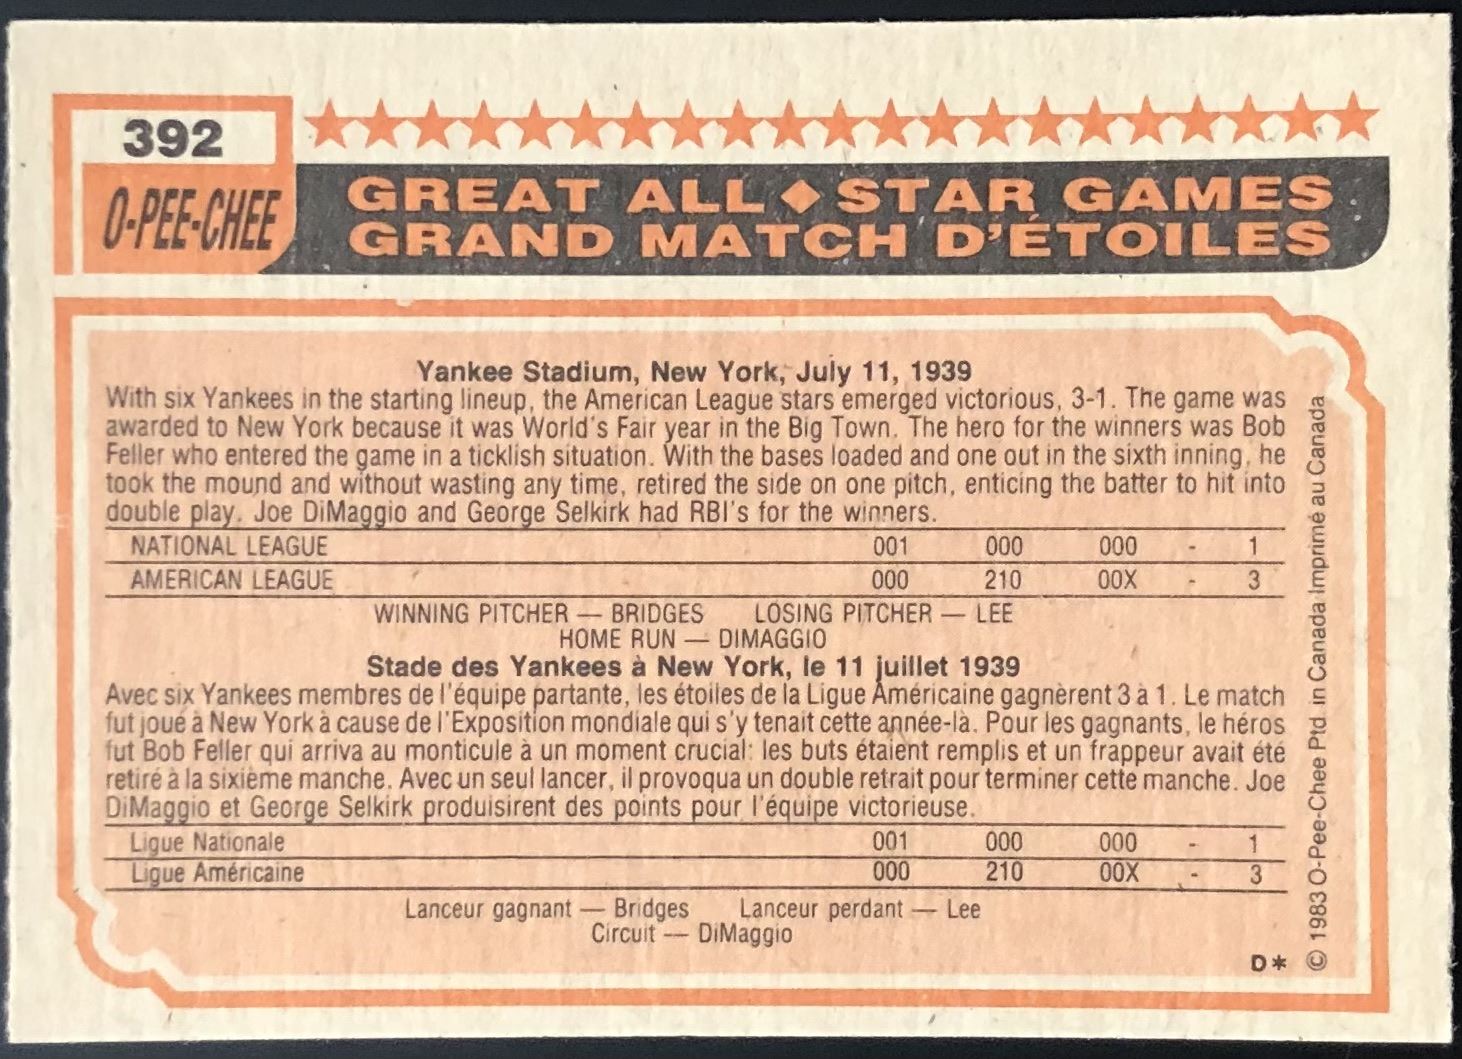 392
O-PEE-CHEE
GREAT ALL◆STAR GAMES
GRAND MATCH D'ÉTOILES
Yankee Stadium, New York, July 11, 1939
With six Yankees in the starting lineup, the American League stars emerged victorious, 3-1. The game was
awarded to New York because it was World's Fair year in the Big Town. The hero for the winners was Bob
Feller who entered the game in a ticklish situation. With the bases loaded and one out in the sixth inning, he
took the mound and without wasting any time, retired the side on one pitch, enticing the batter to hit into
double play. Joe DiMaggio and George Selkirk had RBI's for the winners.
NATIONAL LEAGUE 001 000 000 - 1
AMERICAN LEAGUE 000 210 00X - 3
WINNING PITCHER — BRIDGES LOSING PITCHER — LEE
HOME RUN — DIMAGGIO
Stade des Yankees à New York, le 11 juillet 1939
Avec six Yankees membres de l'équipe partante, les étoiles de la Ligue Américaine gagnèrent 3 à 1. Le match
fut joué à New York à cause de l'Exposition mondiale qui s'y tenait cette année-là. Pour les gagnants, le héros
fut Bob Feller qui arriva au monticule à un moment crucial: les buts étaient remplis et un frappeur avait été
retiré à la sixième manche. Avec un seul lancer, il provoqua un double retrait pour terminer cette manche. Joe
DiMaggio et George Selkirk produisirent des points pour l'équipe victorieuse.
Ligue Nationale 001 000 000 - 1
Ligue Américaine 000 210 00X - 3
Lanceur gagnant — Bridges Lanceur perdant — Lee
Circuit — DiMaggio
D*
© 1983 O-Pee-Chee Ptd. in Canada Imprimé au Canada